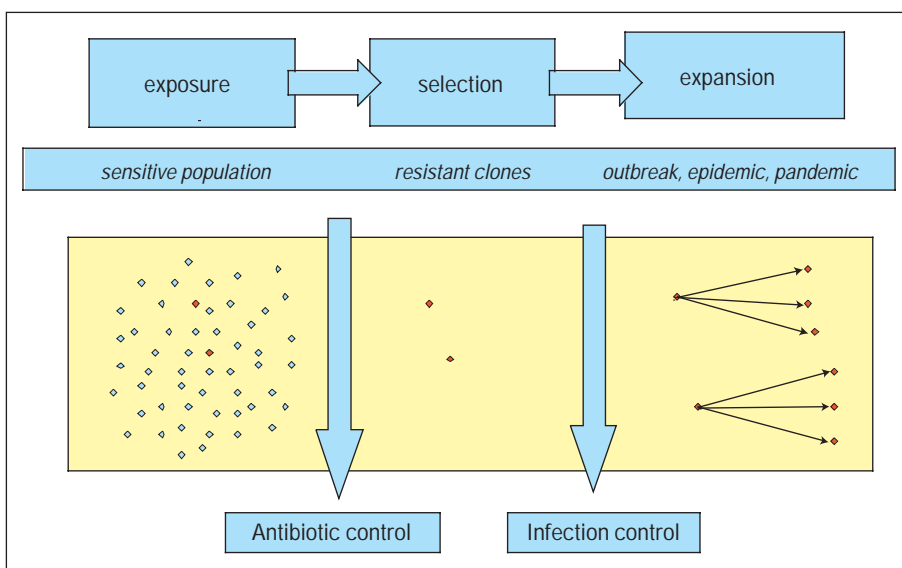 exposure
selection
expansion
sensitive population
resistant clones
outbreak, epidemic, pandemic
Antibiotic control
Infection control